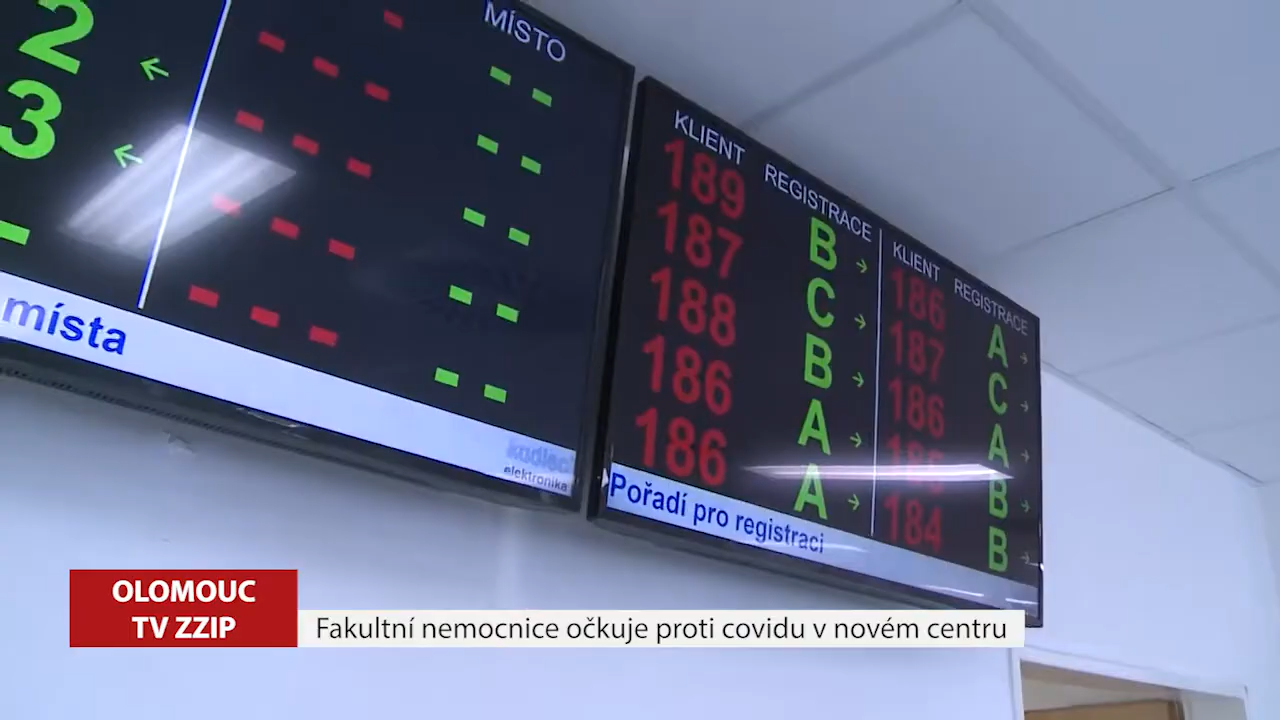 2
3
MÍSTO
místa
elektronika
KLIENT REGISTRACE KLIENT REGISTRACE
189 B 186 A
187 C 187 C
188 B 186 A
186 A B
186 A 184 B
Pořadí pro registraci
OLOMOUC
TV ZZIP
Fakultní nemocnice očkuje proti covidu v novém centru